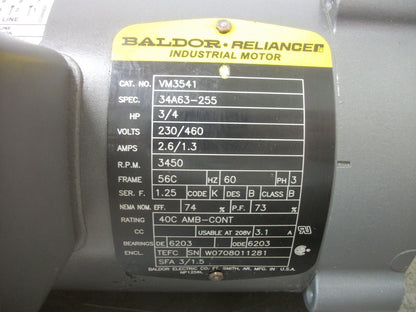 LINE
BALDOR · RELIANCER
INDUSTRIAL MOTOR
CAT. NO. VM3541
SPEC. 34A63-255
HP 3/4
VOLTS 230/460
AMPS 2.6/1.3
R.P.M. 3450
FRAME 56C HZ 60 PH 3
SER. F. 1.25 CODE K DES B CLASS B
NEMA NOM. EFF. 74 % P.F. 73 %
RATING 40C AMB-CONT
CC USABLE AT 208V 3.1 A
BEARINGS DE 6203 ODE 6203
ENCL. TEFC SN W0708011281
SFA 3/1.5
BALDOR ELECTRIC CO. FT. SMITH, AR. MFG. IN U.S.A.